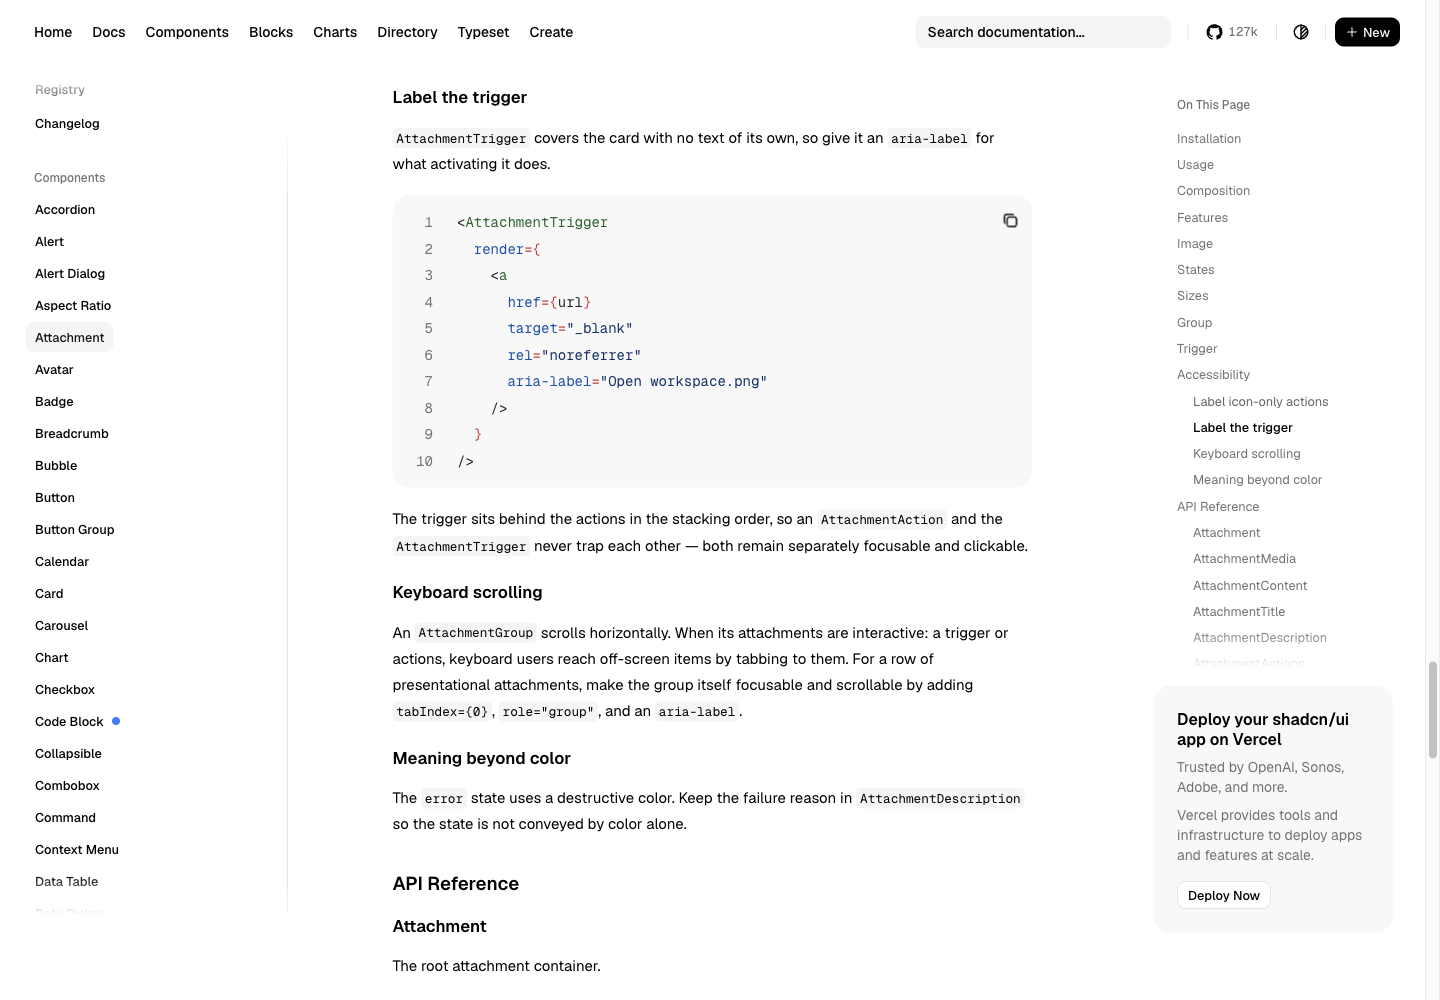 Home Docs Components Blocks Charts Directory Typeset Create
Search documentation...
127k
New
Registry
Changelog
Components
Accordion
Alert
Alert Dialog
Aspect Ratio
Attachment
Avatar
Badge
Breadcrumb
Bubble
Button
Button Group
Calendar
Card
Carousel
Chart
Checkbox
Code Block
Collapsible
Combobox
Command
Context Menu
Data Table
Label the trigger
AttachmentTrigger covers the card with no text of its own, so give it an aria-label for
what activating it does.
1 <AttachmentTrigger
2 render={
3 <a
4 href={url}
5 target="_blank"
6 rel="noreferrer"
7 aria-label="Open workspace.png"
8 />
9 }
10 />
The trigger sits behind the actions in the stacking order, so an AttachmentAction and the
AttachmentTrigger never trap each other — both remain separately focusable and clickable.
Keyboard scrolling
An AttachmentGroup scrolls horizontally. When its attachments are interactive: a trigger or
actions, keyboard users reach off-screen items by tabbing to them. For a row of
presentational attachments, make the group itself focusable and scrollable by adding
tabIndex={0}, role="group", and an aria-label.
Meaning beyond color
The error state uses a destructive color. Keep the failure reason in AttachmentDescription
so the state is not conveyed by color alone.
API Reference
Attachment
The root attachment container.
On This Page
Installation
Usage
Composition
Features
Image
States
Sizes
Group
Trigger
Accessibility
Label icon-only actions
Label the trigger
Keyboard scrolling
Meaning beyond color
API Reference
Attachment
AttachmentMedia
AttachmentContent
AttachmentTitle
AttachmentDescription
AttachmentActions
Deploy your shadcn/ui
app on Vercel
Trusted by OpenAI, Sonos,
Adobe, and more.
Vercel provides tools and
infrastructure to deploy apps
and features at scale.
Deploy Now